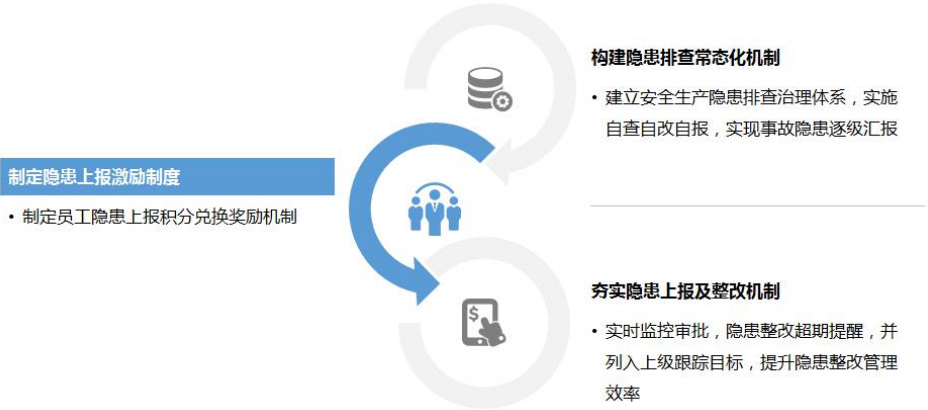 构建隐患排查常态化机制
• 建立安全生产隐患排查治理体系，实施
自查自改自报，实现事故隐患逐级汇报
制定隐患上报激励制度
• 制定员工隐患上报积分兑换奖励机制
夯实隐患上报及整改机制
• 实时监控审批，隐患整改超期提醒，并
列入上级跟踪目标，提升隐患整改管理
效率
$